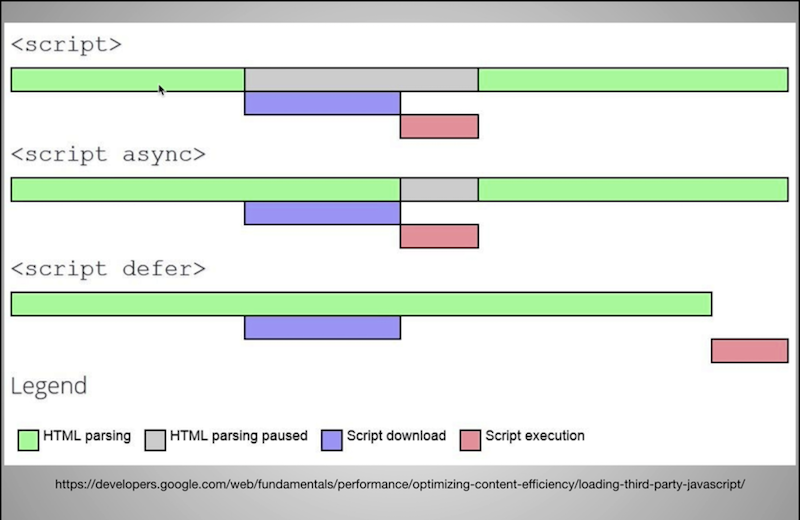 <script>
<script async>
<script defer>
Legend
HTML parsing HTML parsing paused Script download Script execution
https://developers.google.com/web/fundamentals/performance/optimizing-content-efficiency/loading-third-party-javascript/